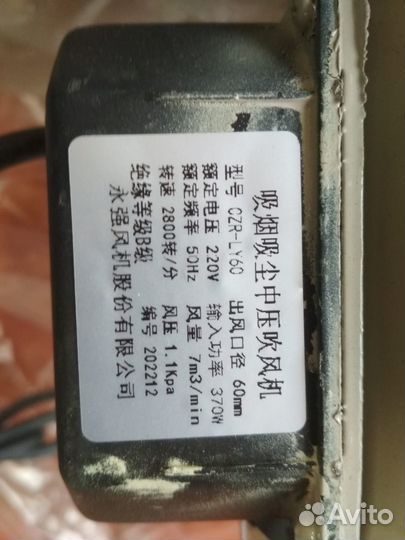 吸烟吸尘中压吹风机
型号 CZR-LY60 出风口径 60mm
额定电压 220V 输入功率 370W
额定频率 50Hz 风量 7m3/min
转速 2800转/分 风压 1.1Kpa
绝缘等级B级 编号 202212
永强风机股份有限公司
Avito